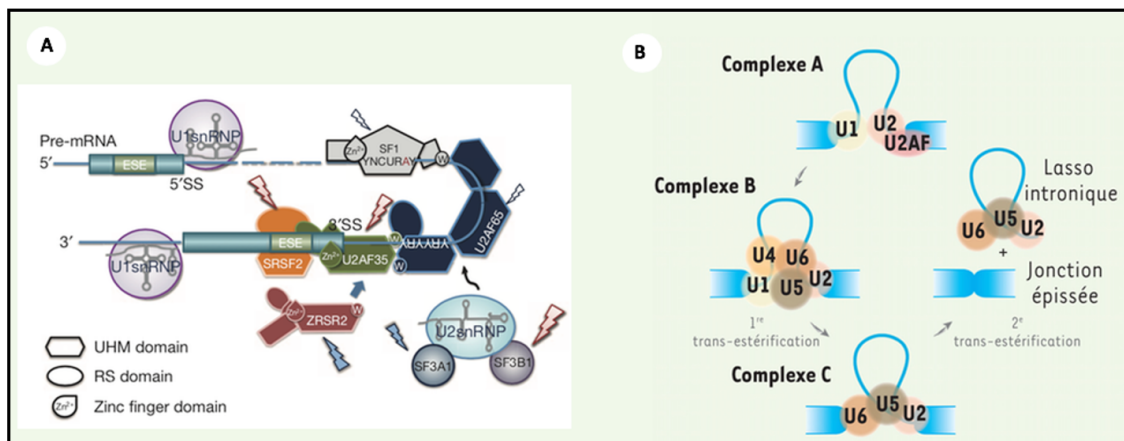 A
Pre-mRNA
U1snRNP
5′
ESE
5′SS
Zn²⁺
SF1
YNCURAY
W
U2AF65
3′
U1snRNP
ESE
3′SS
SRSF2
Zn²⁺
U2AF35
W
W
YRYYRY
Zn²⁺
ZRSR2
W
U2snRNP
SF3A1
SF3B1
UHM domain
RS domain
Zn²⁺
Zinc finger domain
B
Complexe A
U1
U2
U2AF
Complexe B
U4
U6
U1
U5
U2
1re
trans-estérification
Complexe C
U6
U5
U2
2e
trans-estérification
Lasso
intronique
U6
U5
U2
+
Jonction
épissée